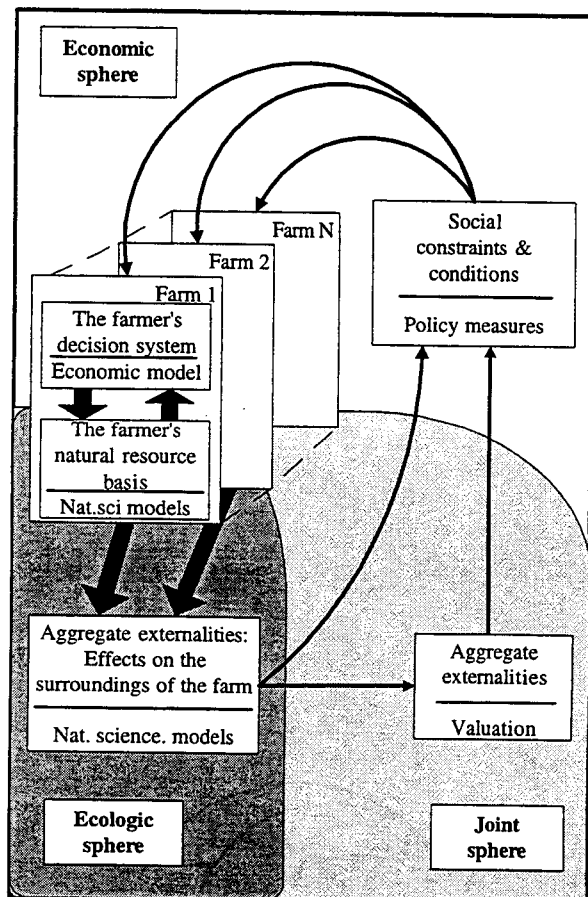 Economic
sphere
Farm N
Farm 2
Farm 1
The farmer's
decision system
Economic model
The farmer's
natural resource
basis
Nat.sci models
Social
constraints &
conditions
Policy measures
Aggregate externalities:
Effects on the
surroundings of the farm
Nat. science. models
Aggregate
externalities
Valuation
Ecologic
sphere
Joint
sphere